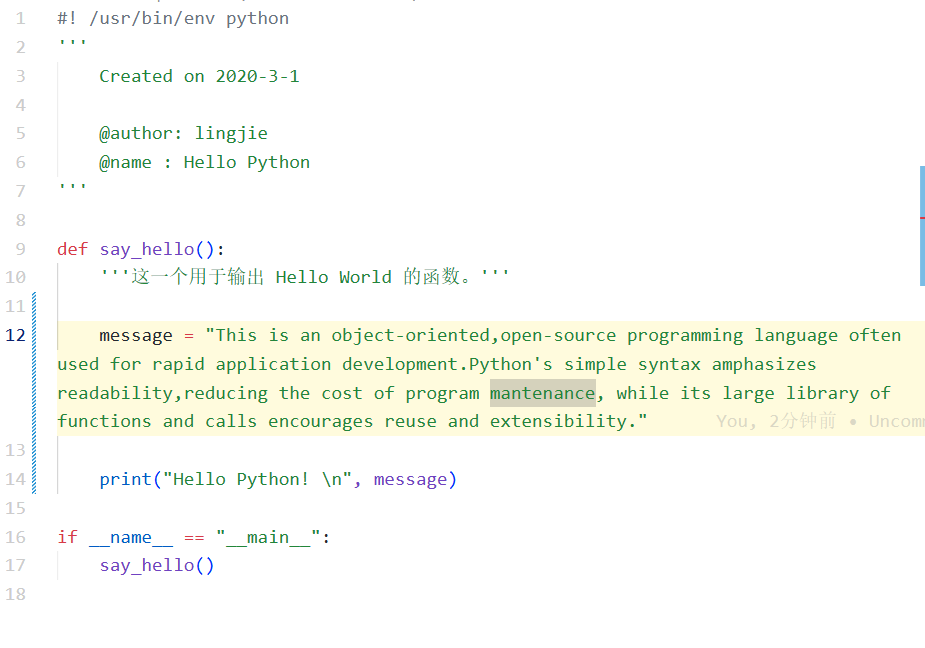 1 #! /usr/bin/env python
2 '''
3 Created on 2020-3-1
4
5 @author: lingjie
6 @name : Hello Python
7 '''
8
9 def say_hello():
10 '''这一个用于输出 Hello World 的函数。'''
11
12 message = "This is an object-oriented,open-source programming language often
used for rapid application development.Python's simple syntax amphasizes
readability,reducing the cost of program mantenance, while its large library of
functions and calls encourages reuse and extensibility." You, 2分钟前 • Uncomm
13
14 print("Hello Python! \n", message)
15
16 if __name__ == "__main__":
17 say_hello()
18